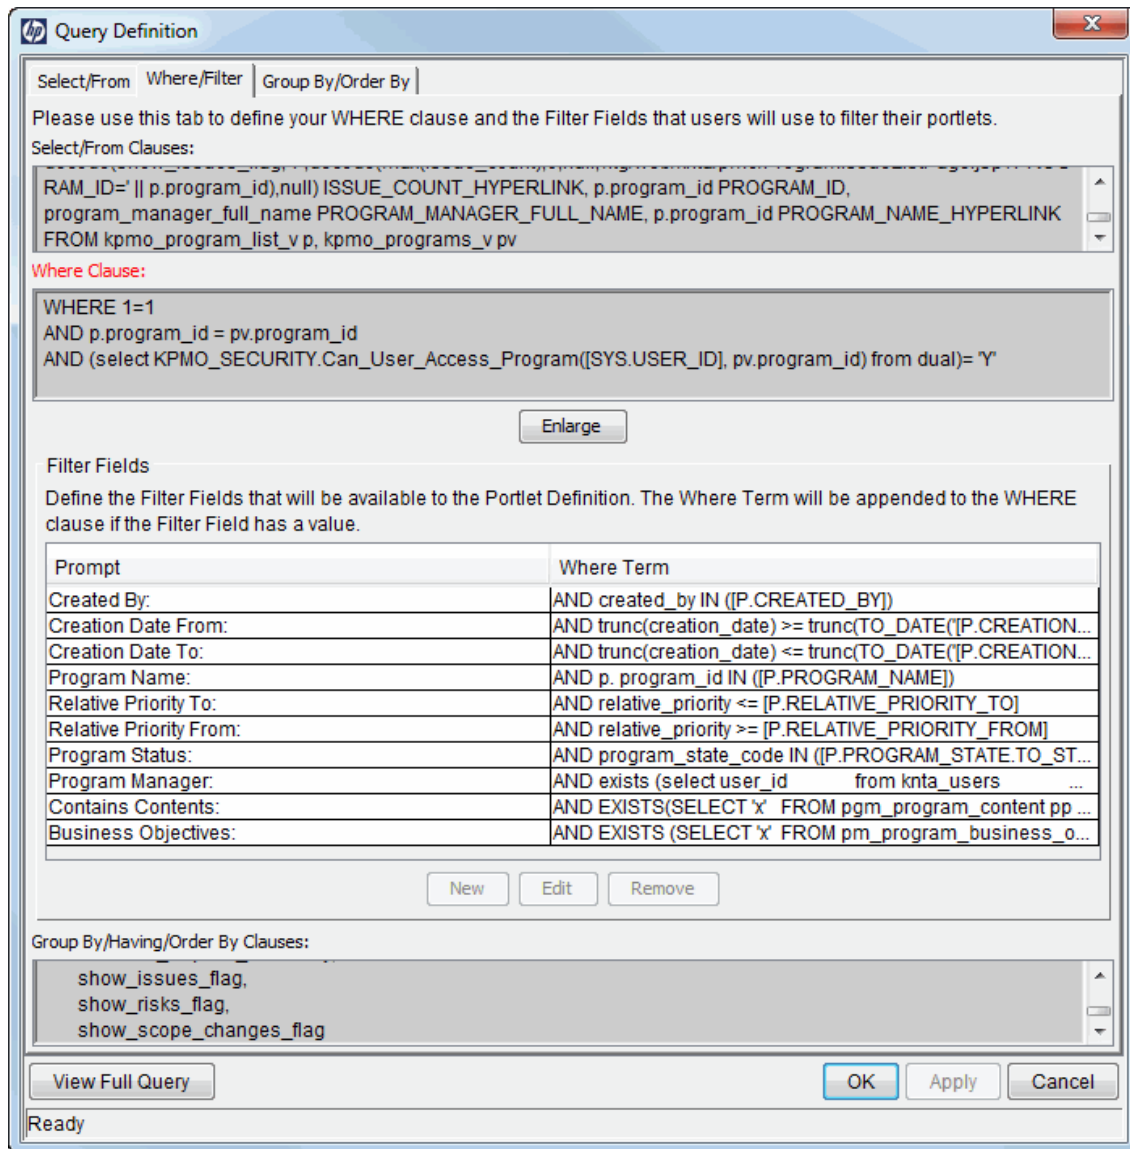 hp Query Definition
Select/From Where/Filter Group By/Order By
Please use this tab to define your WHERE clause and the Filter Fields that users will use to filter their portlets.
Select/From Clauses:
RAM_ID=' || p.program_id),null) ISSUE_COUNT_HYPERLINK, p.program_id PROGRAM_ID,
program_manager_full_name PROGRAM_MANAGER_FULL_NAME, p.program_id PROGRAM_NAME_HYPERLINK
FROM kpmo_program_list_v p, kpmo_programs_v pv
Where Clause:
WHERE 1=1
AND p.program_id = pv.program_id
AND (select KPMO_SECURITY.Can_User_Access_Program([SYS.USER_ID], pv.program_id) from dual)= 'Y'
Enlarge
Filter Fields
Define the Filter Fields that will be available to the Portlet Definition. The Where Term will be appended to the WHERE
clause if the Filter Field has a value.
Prompt Where Term
Created By: AND created_by IN ([P.CREATED_BY])
Creation Date From: AND trunc(creation_date) >= trunc(TO_DATE('[P.CREATION...
Creation Date To: AND trunc(creation_date) <= trunc(TO_DATE('[P.CREATION...
Program Name: AND p. program_id IN ([P.PROGRAM_NAME])
Relative Priority To: AND relative_priority <= [P.RELATIVE_PRIORITY_TO]
Relative Priority From: AND relative_priority >= [P.RELATIVE_PRIORITY_FROM]
Program Status: AND program_state_code IN ([P.PROGRAM_STATE.TO_ST...
Program Manager: AND exists (select user_id from knta_users ...
Contains Contents: AND EXISTS(SELECT 'x' FROM pgm_program_content pp ...
Business Objectives: AND EXISTS (SELECT 'x' FROM pm_program_business_o...
New Edit Remove
Group By/Having/Order By Clauses:
show_issues_flag,
show_risks_flag,
show_scope_changes_flag
View Full Query OK Apply Cancel
Ready